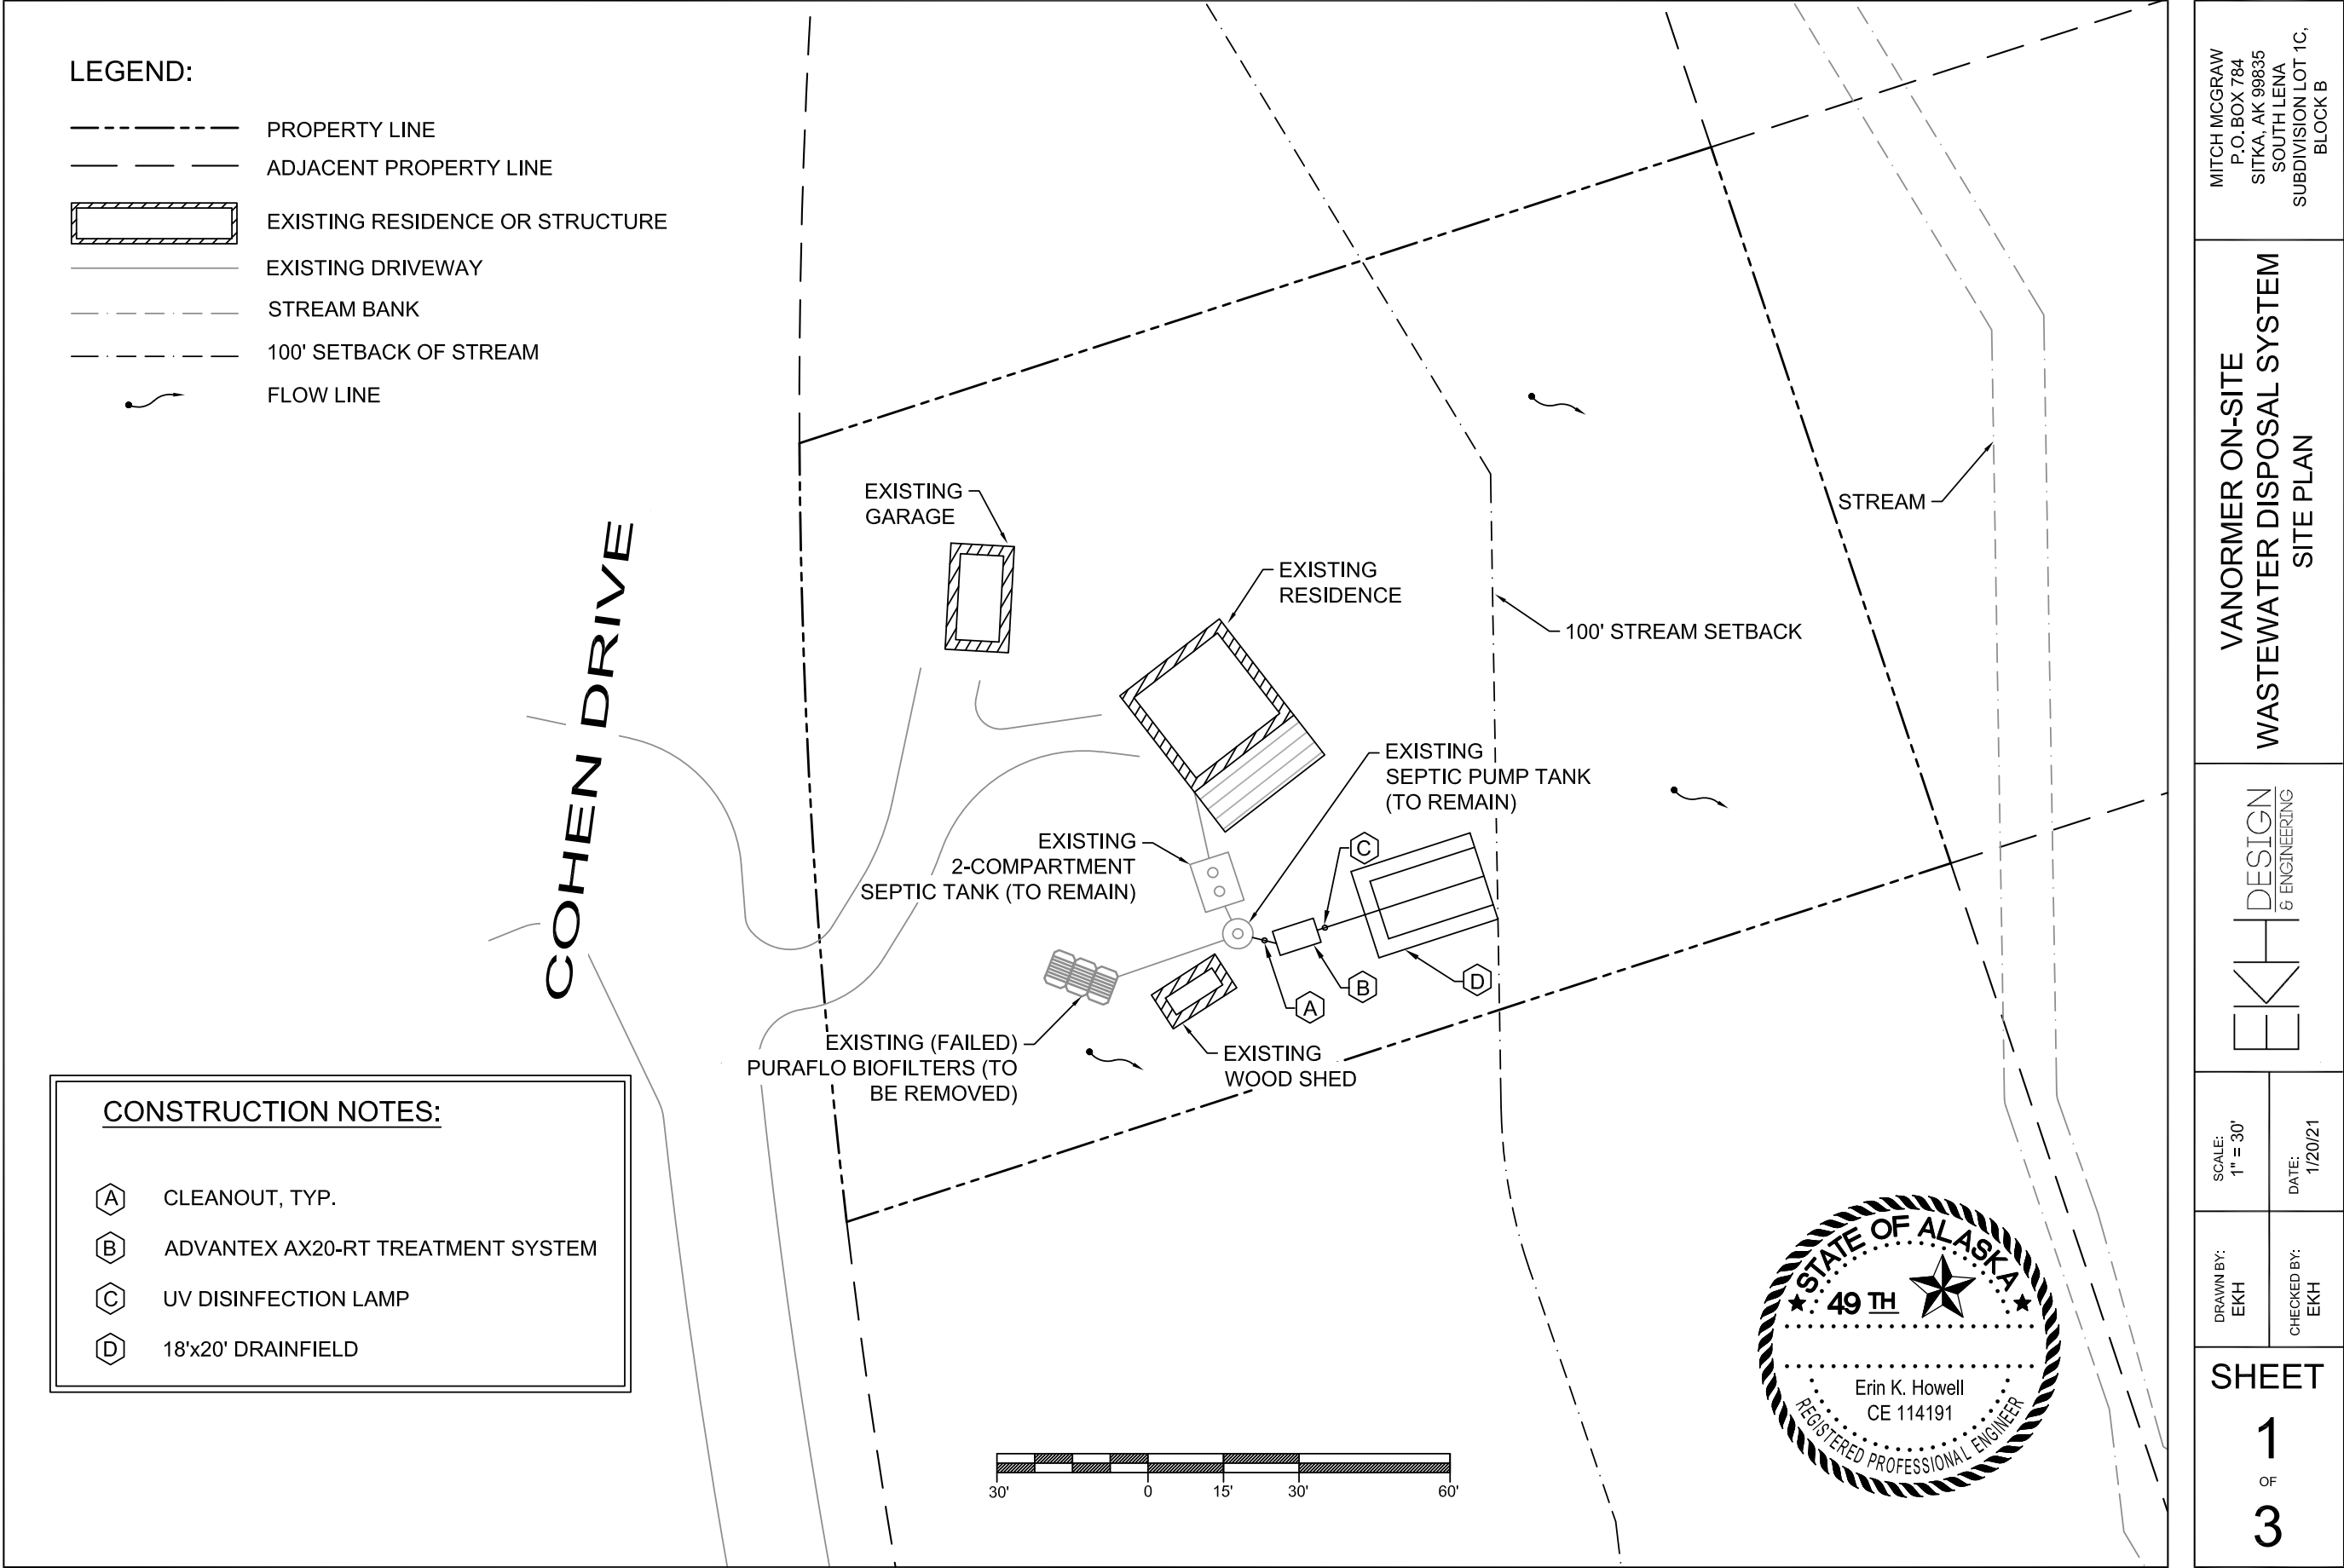 LEGEND:
PROPERTY LINE
ADJACENT PROPERTY LINE
EXISTING RESIDENCE OR STRUCTURE
EXISTING DRIVEWAY
STREAM BANK
100' SETBACK OF STREAM
FLOW LINE
COHEN DRIVE
EXISTING
GARAGE
EXISTING
RESIDENCE
STREAM
100' STREAM SETBACK
EXISTING
SEPTIC PUMP TANK
(TO REMAIN)
EXISTING
2-COMPARTMENT
SEPTIC TANK (TO REMAIN)
C
D
B
A
EXISTING (FAILED)
PURAFLO BIOFILTERS (TO
BE REMOVED)
EXISTING
WOOD SHED
CONSTRUCTION NOTES:
A CLEANOUT, TYP.
B ADVANTEX AX20-RT TREATMENT SYSTEM
C UV DISINFECTION LAMP
D 18'x20' DRAINFIELD
30' 0 15' 30' 60'
STATE OF ALASKA
49 TH
Erin K. Howell
CE 114191
REGISTERED PROFESSIONAL ENGINEER
MITCH MCGRAW
P.O. BOX 784
SITKA, AK 99835
SOUTH LENA
SUBDIVISION LOT 1C,
BLOCK B
VANORMER ON-SITE
WASTEWATER DISPOSAL SYSTEM
SITE PLAN
EKH DESIGN
& ENGINEERING
SCALE:
1" = 30'
DATE:
1/20/21
DRAWN BY:
EKH
CHECKED BY:
EKH
SHEET
1
OF
3